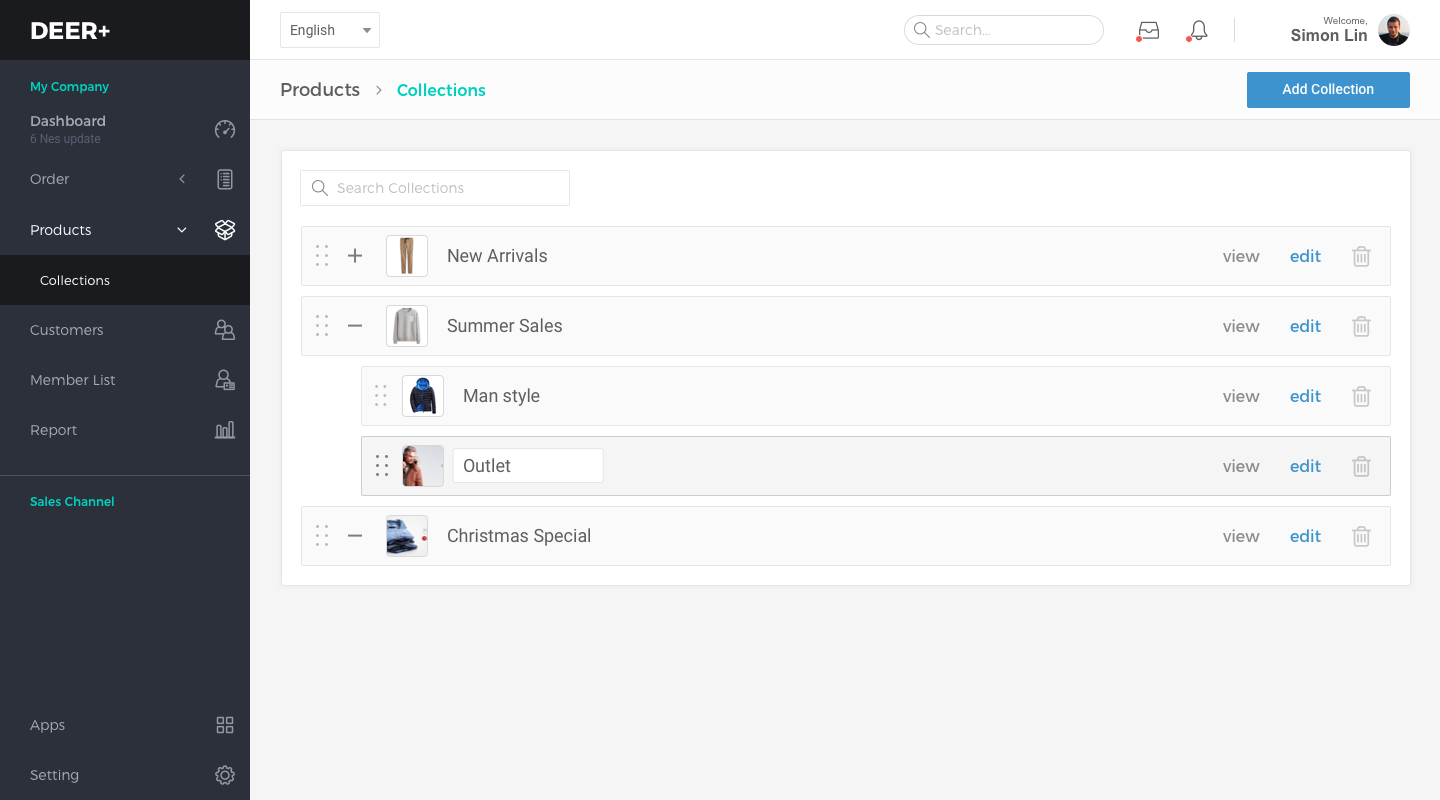 DEER+
English
Search...
Welcome,
Simon Lin
My Company
Dashboard
6 Nes update
Order
Products
Collections
Customers
Member List
Report
Sales Channel
Apps
Setting
Products > Collections
Add Collection
Search Collections
New Arrivals view edit
Summer Sales view edit
Man style view edit
Outlet view edit
Christmas Special view edit